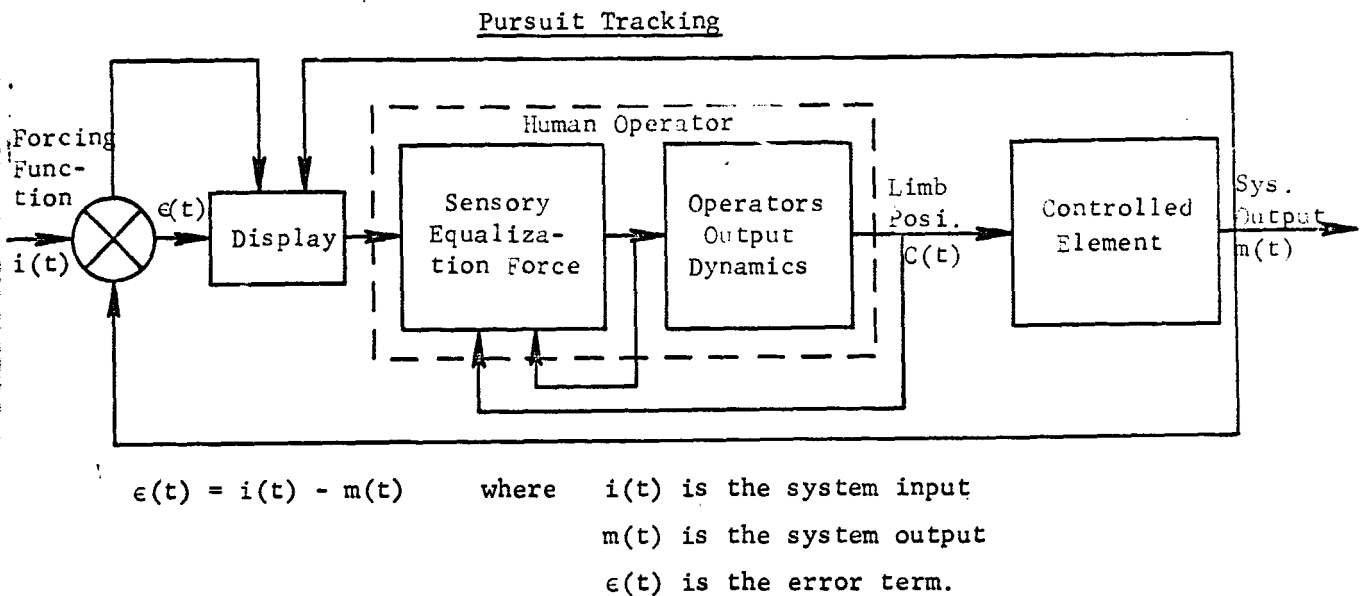 Pursuit Tracking
Human Operator
Forcing
Func-
tion
i(t)
ϵ(t)
Display
Sensory
Equaliza-
tion Force
Operators
Output
Dynamics
Limb
Posi.
C(t)
Controlled
Element
Sys.
Output
m(t)
ϵ(t) = i(t) - m(t) where i(t) is the system input
m(t) is the system output
ϵ(t) is the error term.